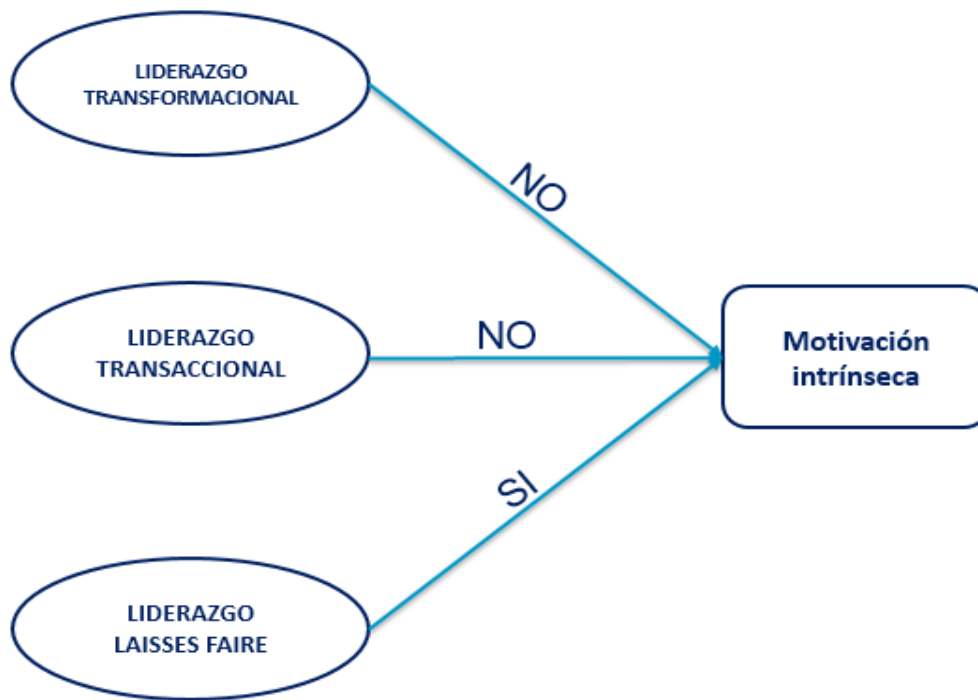 LIDERAZGO
TRANSFORMACIONAL
NO
LIDERAZGO
TRANSACCIONAL
NO
Motivación
intrínseca
SI
LIDERAZGO
LAISSES FAIRE